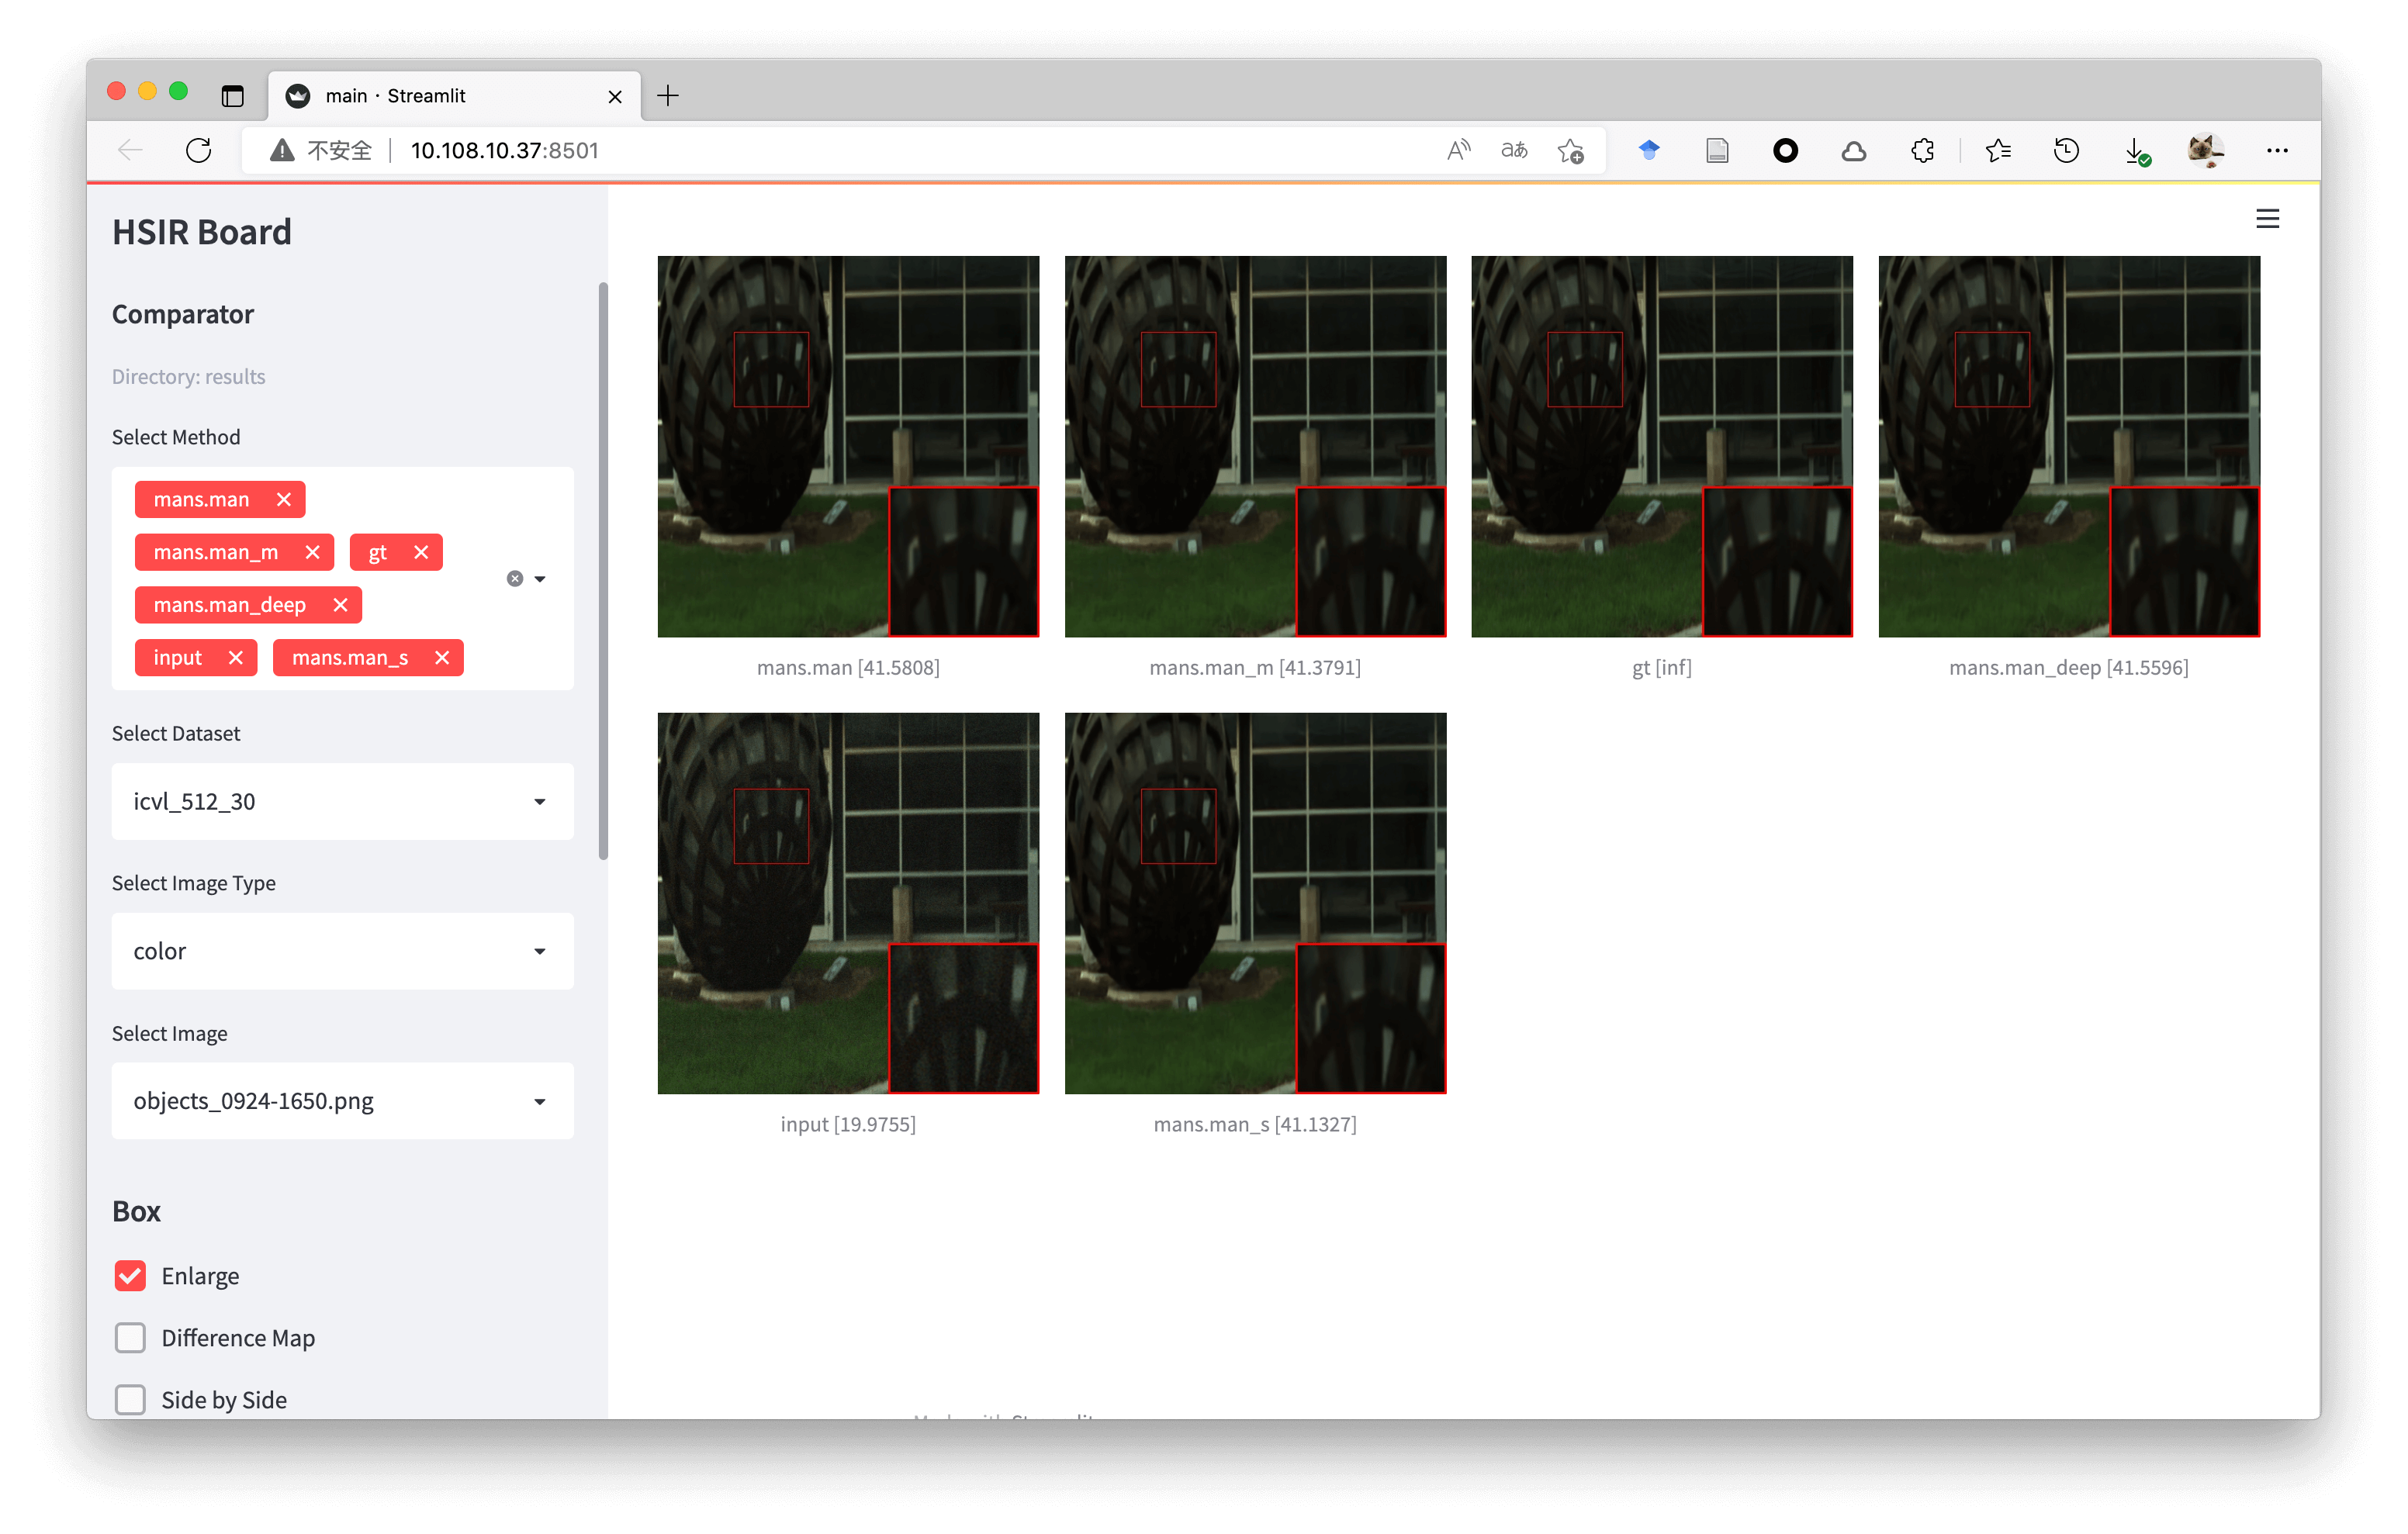 main · Streamlit
不安全 10.108.10.37:8501
HSIR Board
Comparator
Directory: results
Select Method
mans.man
mans.man_m gt
mans.man_deep
input mans.man_s
Select Dataset
icvl_512_30
Select Image Type
color
Select Image
objects_0924-1650.png
Box
Enlarge
Difference Map
Side by Side
mans.man [41.5808]
mans.man_m [41.3791]
gt [inf]
mans.man_deep [41.5596]
input [19.9755]
mans.man_s [41.1327]